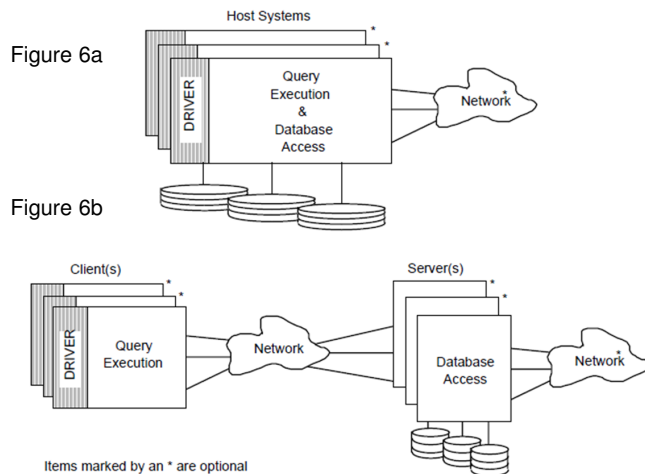 Host Systems
*
*
Figure 6a
DRIVER
Query
Execution
&
Database
Access
Network
*
Figure 6b
Client(s)
*
*
DRIVER
Query
Execution
Network
Server(s)
*
*
Database
Access
Network
*
Items marked by an * are optional